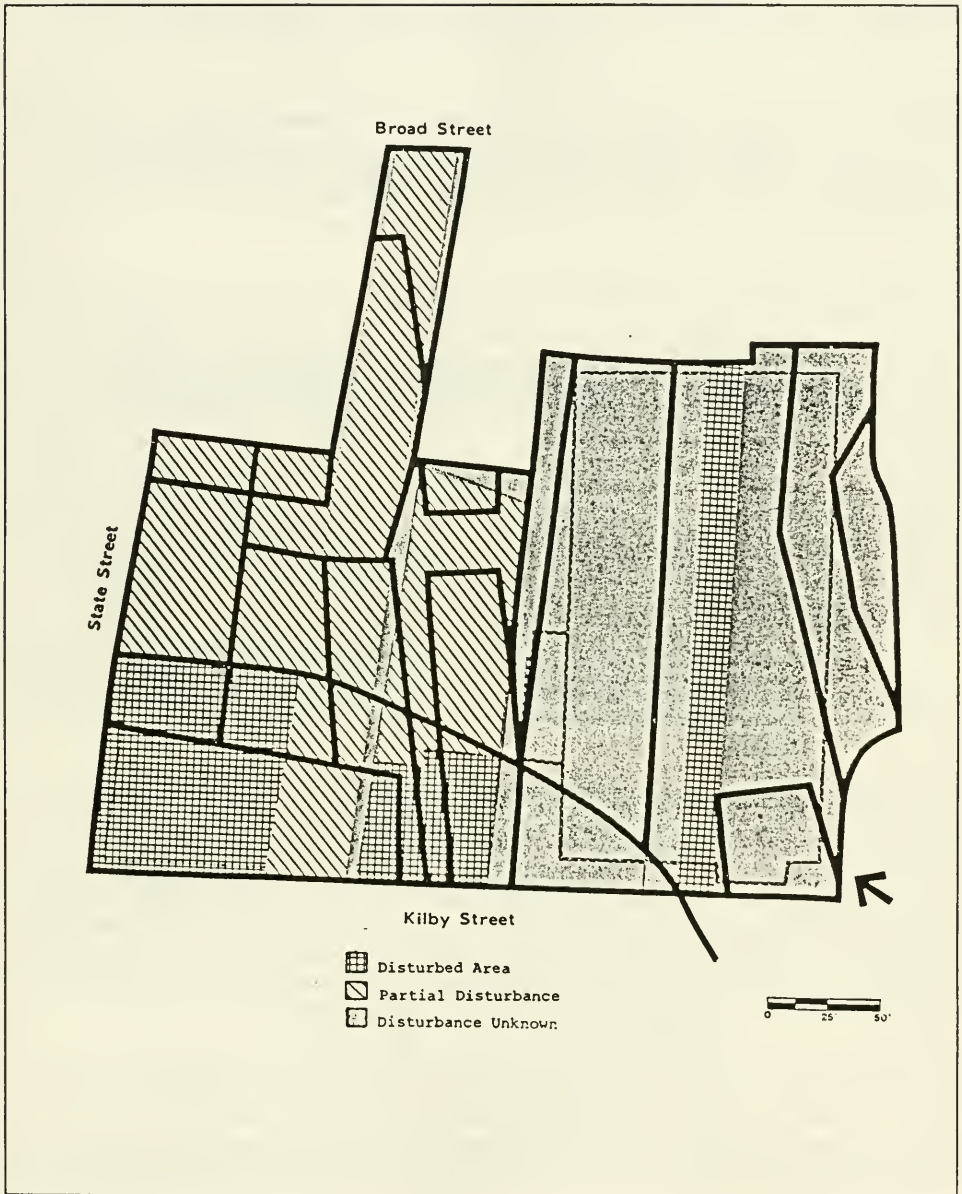 Broad Street
State Street
Kilby Street
Disturbed Area
Partial Disturbance
Disturbance Unknown
0 25' 50'